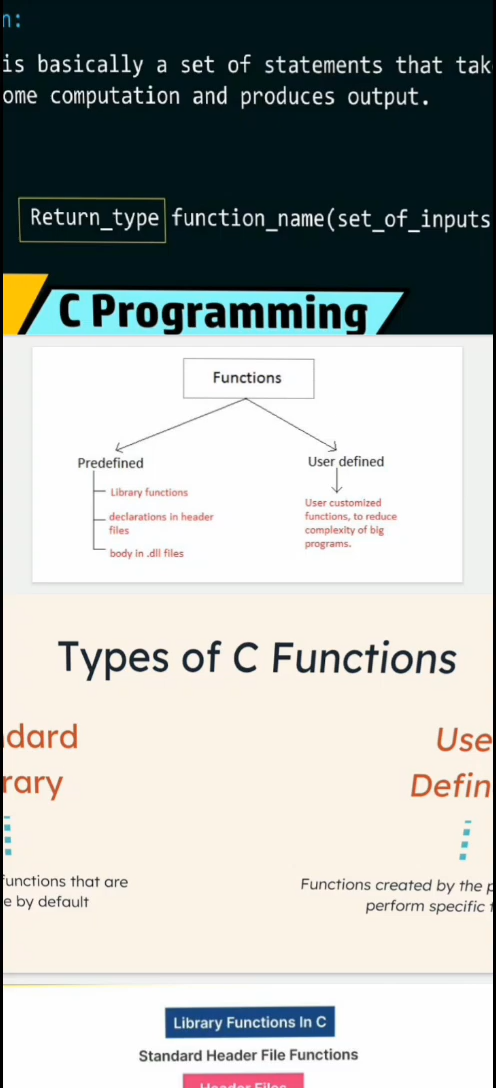 n:
is basically a set of statements that tak
ome computation and produces output.
Return_type function_name(set_of_inputs
C Programming
Functions
Predefined
User defined
Library functions
declarations in header
files
body in .dll files
User customized
functions, to reduce
complexity of big
programs.
Types of C Functions
dard
rary
Use
Defin
functions that are
e by default
Functions created by the p
perform specific t
Library Functions In C
Standard Header File Functions
Header Files